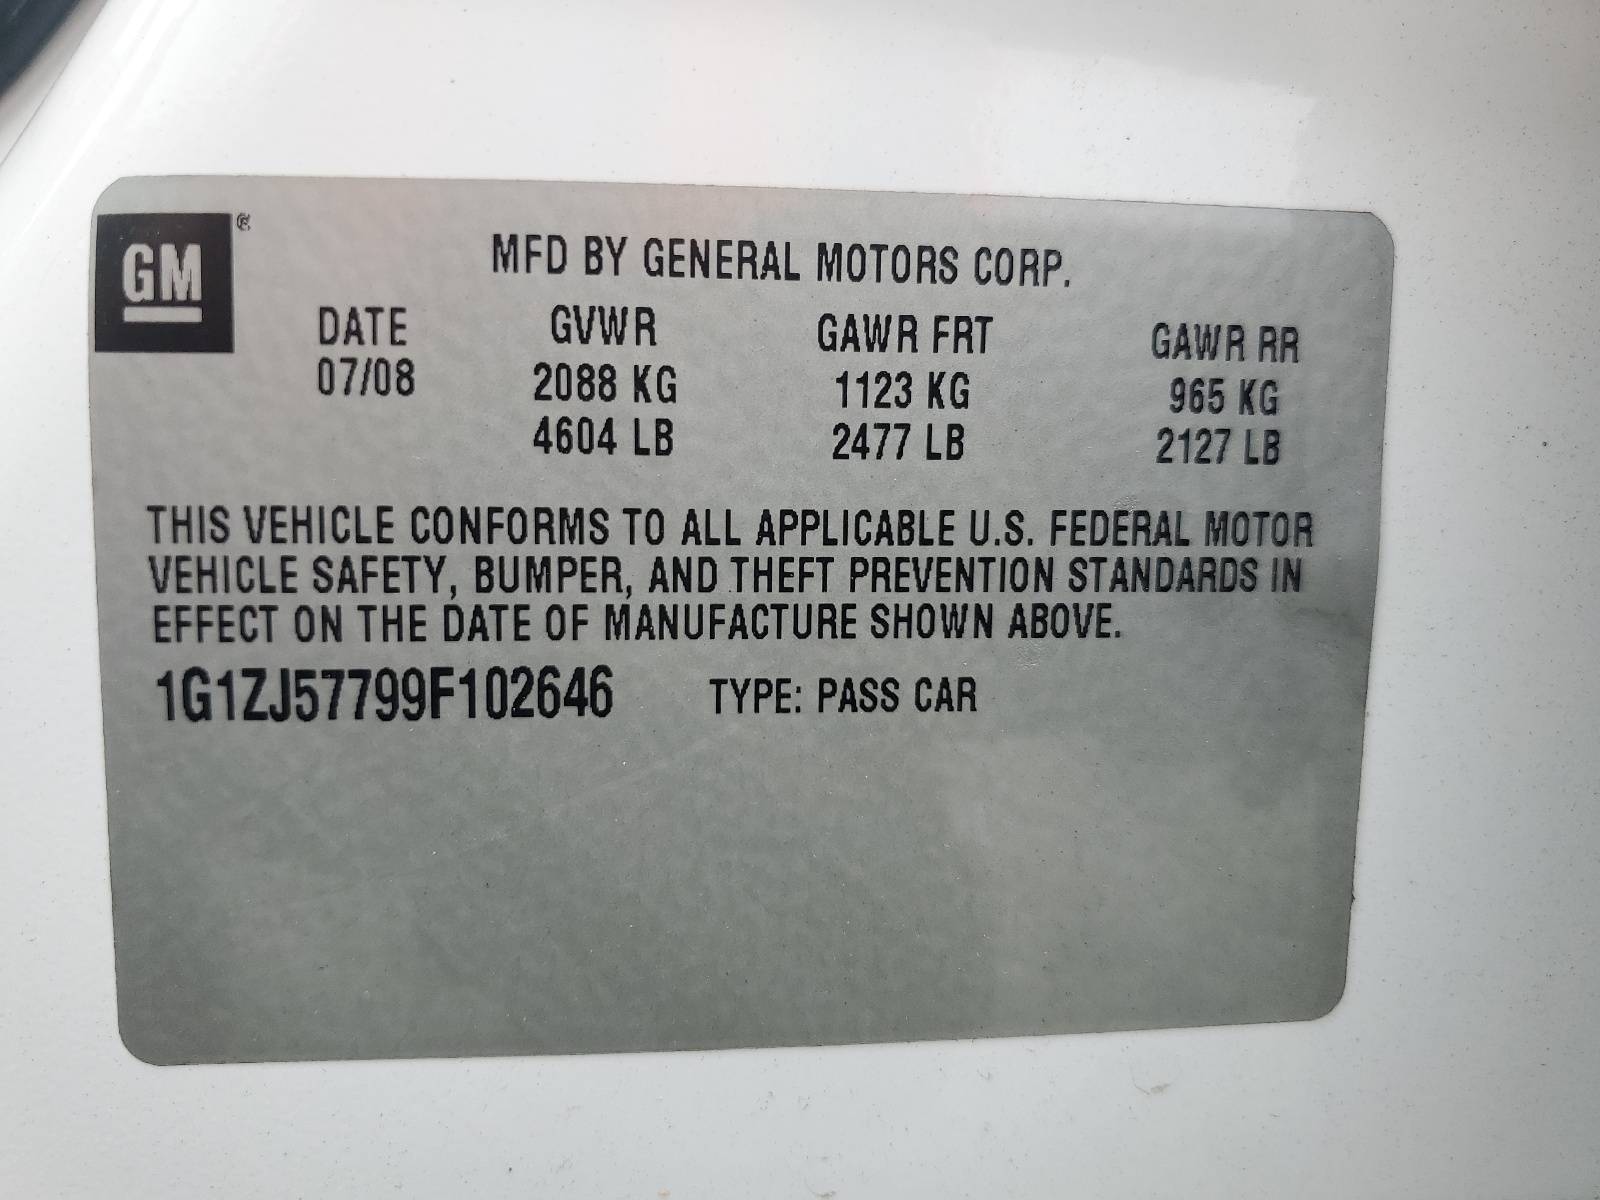 GM ®
MFD BY GENERAL MOTORS CORP.
DATE GVWR GAWR FRT GAWR RR
07/08 2088 KG 1123 KG 965 KG
4604 LB 2477 LB 2127 LB
THIS VEHICLE CONFORMS TO ALL APPLICABLE U.S. FEDERAL MOTOR
VEHICLE SAFETY, BUMPER, AND THEFT PREVENTION STANDARDS IN
EFFECT ON THE DATE OF MANUFACTURE SHOWN ABOVE.
1G1ZJ57799F102646 TYPE: PASS CAR